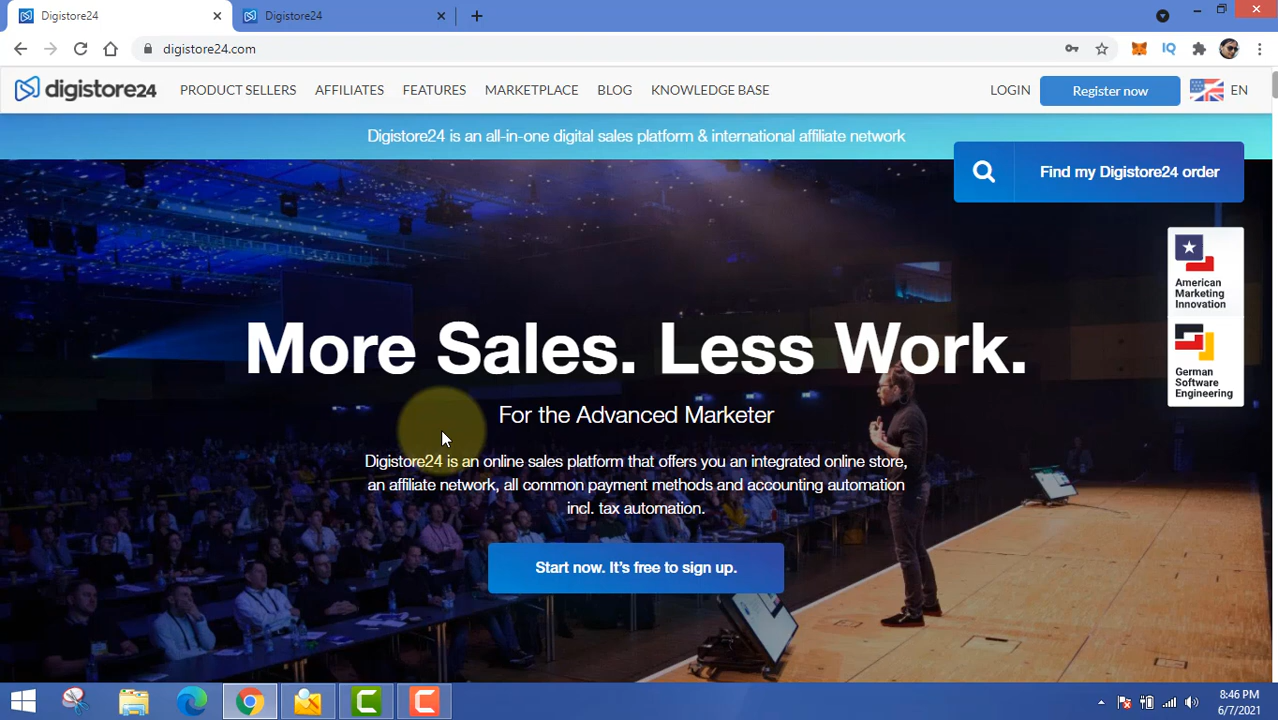 Digistore24
Digistore24
digistore24.com
IQ
digistore24
PRODUCT SELLERS
AFFILIATES
FEATURES
MARKETPLACE
BLOG
KNOWLEDGE BASE
LOGIN
Register now
EN
Digistore24 is an all-in-one digital sales platform & international affiliate network
Find my Digistore24 order
American
Marketing
Innovation
German
Software
Engineering
More Sales. Less Work.
For the Advanced Marketer
Digistore24 is an online sales platform that offers you an integrated online store,
an affiliate network, all common payment methods and accounting automation
incl. tax automation.
Start now. It's free to sign up.
8:46 PM
6/7/2021